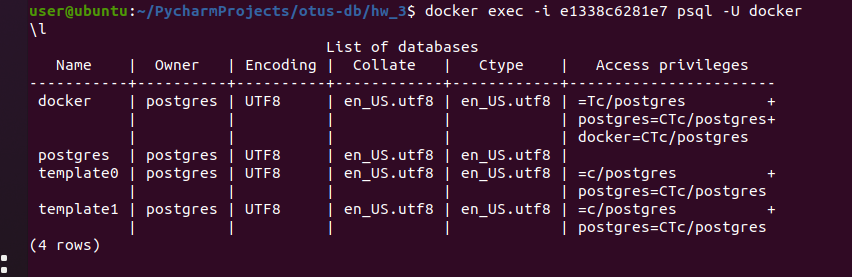 user@ubuntu:~/PycharmProjects/otus-db/hw_3$ docker exec -i e1338c6281e7 psql -U docker
\l
                                 List of databases
   Name    |  Owner   | Encoding |  Collate   |   Ctype    |   Access privileges   
-----------+----------+----------+------------+------------+-----------------------
 docker    | postgres | UTF8     | en_US.utf8 | en_US.utf8 | =Tc/postgres         +
           |          |          |            |            | postgres=CTc/postgres+
           |          |          |            |            | docker=CTc/postgres
 postgres  | postgres | UTF8     | en_US.utf8 | en_US.utf8 | 
 template0 | postgres | UTF8     | en_US.utf8 | en_US.utf8 | =c/postgres          +
           |          |          |            |            | postgres=CTc/postgres
 template1 | postgres | UTF8     | en_US.utf8 | en_US.utf8 | =c/postgres          +
           |          |          |            |            | postgres=CTc/postgres
(4 rows)